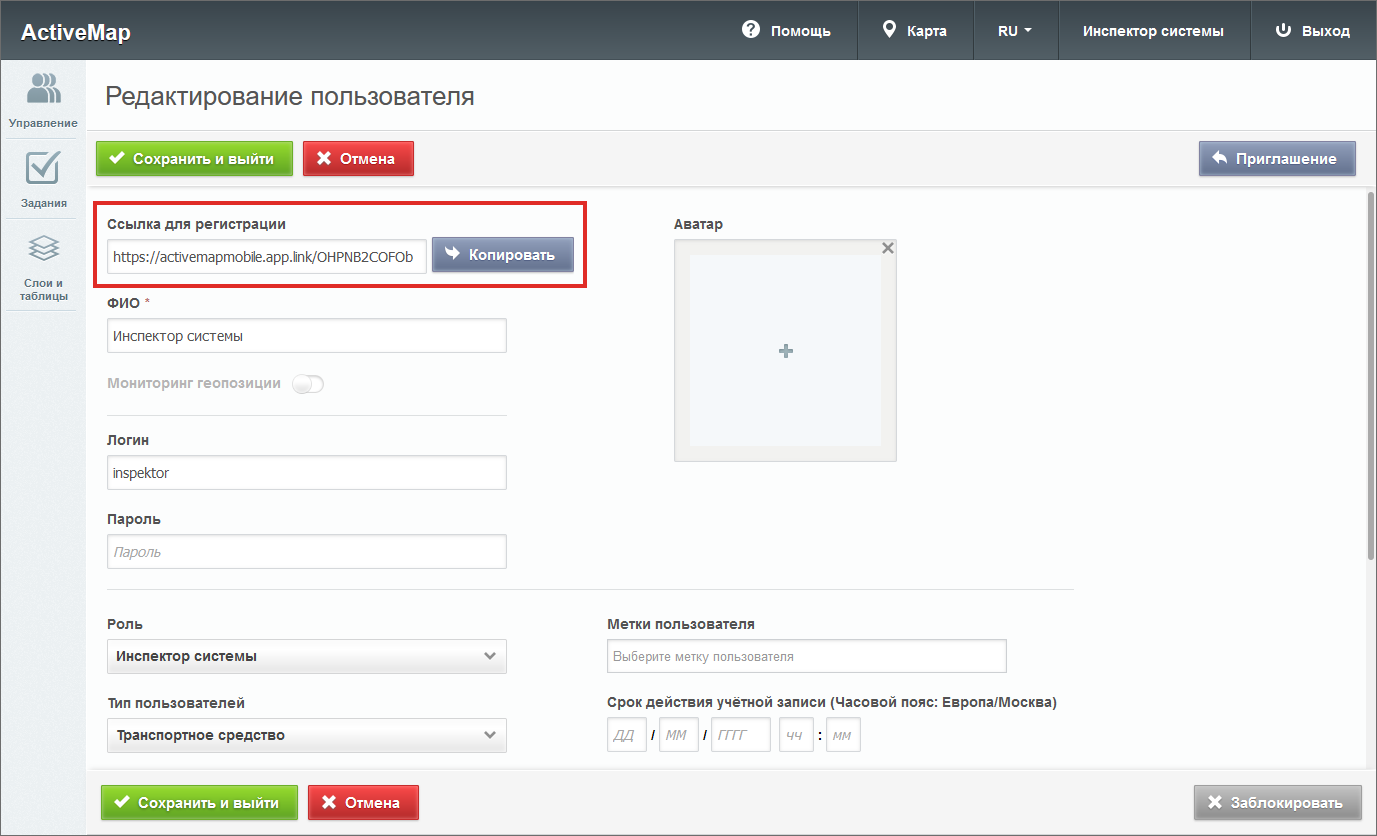 ActiveMap
Помощь
Карта
RU
Инспектор системы
Выход
Управление
Задания
Слои и
таблицы
Редактирование пользователя
Сохранить и выйти
Отмена
Приглашение
Ссылка для регистрации
https://activemapmobile.app.link/OHPNB2COFOb
Копировать
Аватар
ФИО *
Инспектор системы
Мониторинг геопозиции
Логин
inspektor
Пароль
Пароль
Роль
Инспектор системы
Метки пользователя
Выберите метку пользователя
Тип пользователей
Транспортное средство
Срок действия учётной записи (Часовой пояс: Европа/Москва)
ДД / ММ / ГГГГ чч : мм
Сохранить и выйти
Отмена
Заблокировать